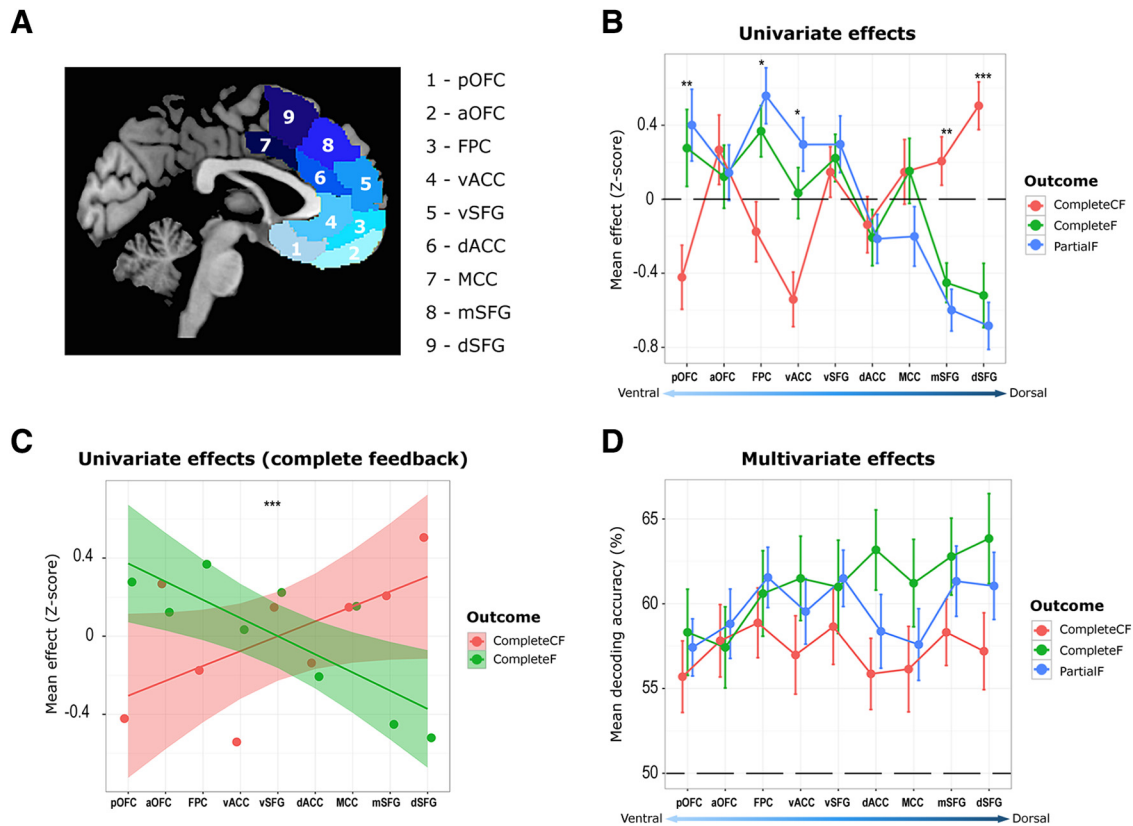 A
1 - pOFC
2 - aOFC
3 - FPC
4 - vACC
5 - vSFG
6 - dACC
7 - MCC
8 - mSFG
9 - dSFG
9
7
8
6
5
4
3
1
2
B
Univariate effects
Mean effect (Z-score)
0.4
0
-0.4
-0.8
**
*
*
**
***
pOFC aOFC FPC vACC vSFG dACC MCC mSFG dSFG
Ventral Dorsal
Outcome
CompleteCF
CompleteF
PartialF
C
Univariate effects (complete feedback)
Mean effect (Z-score)
0.4
0
-0.4
***
pOFC aOFC FPC vACC vSFG dACC MCC mSFG dSFG
Outcome
CompleteCF
CompleteF
D
Multivariate effects
Mean decoding accuracy (%)
65
60
55
50
pOFC aOFC FPC vACC vSFG dACC MCC mSFG dSFG
Ventral Dorsal
Outcome
CompleteCF
CompleteF
PartialF